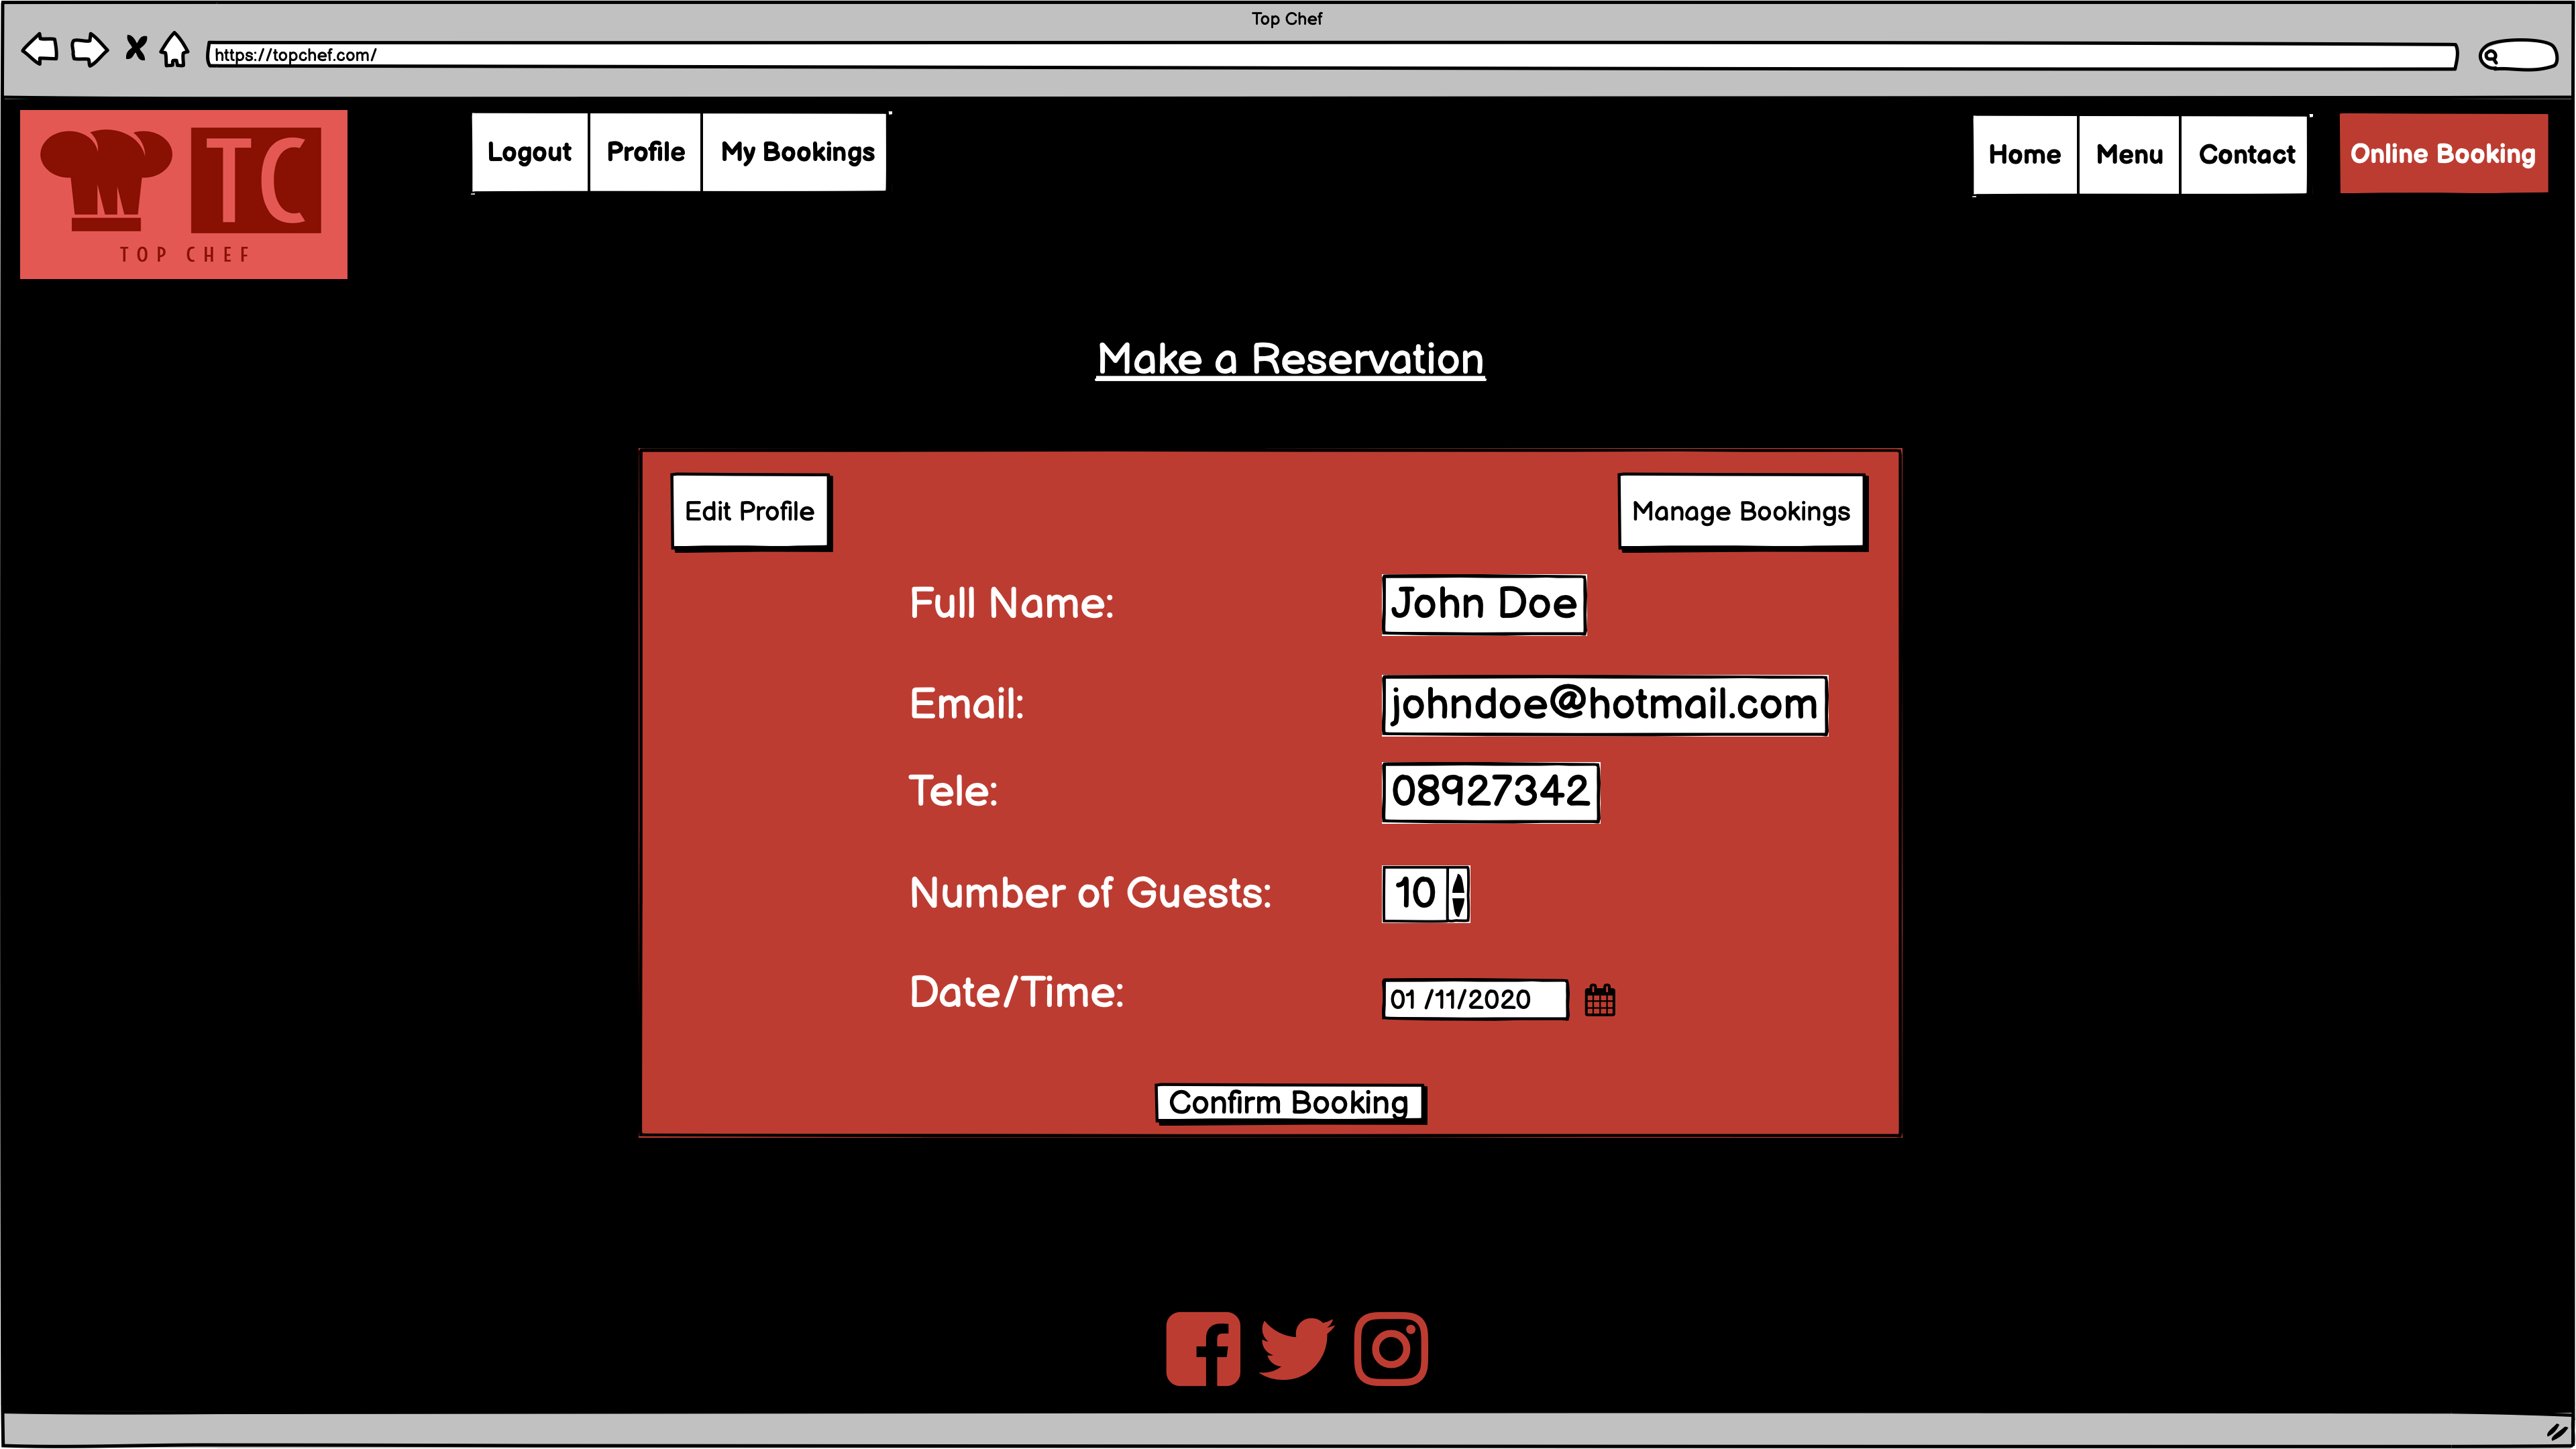 Top Chef
https://topchef.com/
TC
TOP CHEF
Logout Profile My Bookings
Home Menu Contact Online Booking
Make a Reservation
Edit Profile Manage Bookings
Full Name: John Doe
Email: johndoe@hotmail.com
Tele: 08927342
Number of Guests: 10
Date/Time: 01 /11/2020
Confirm Booking